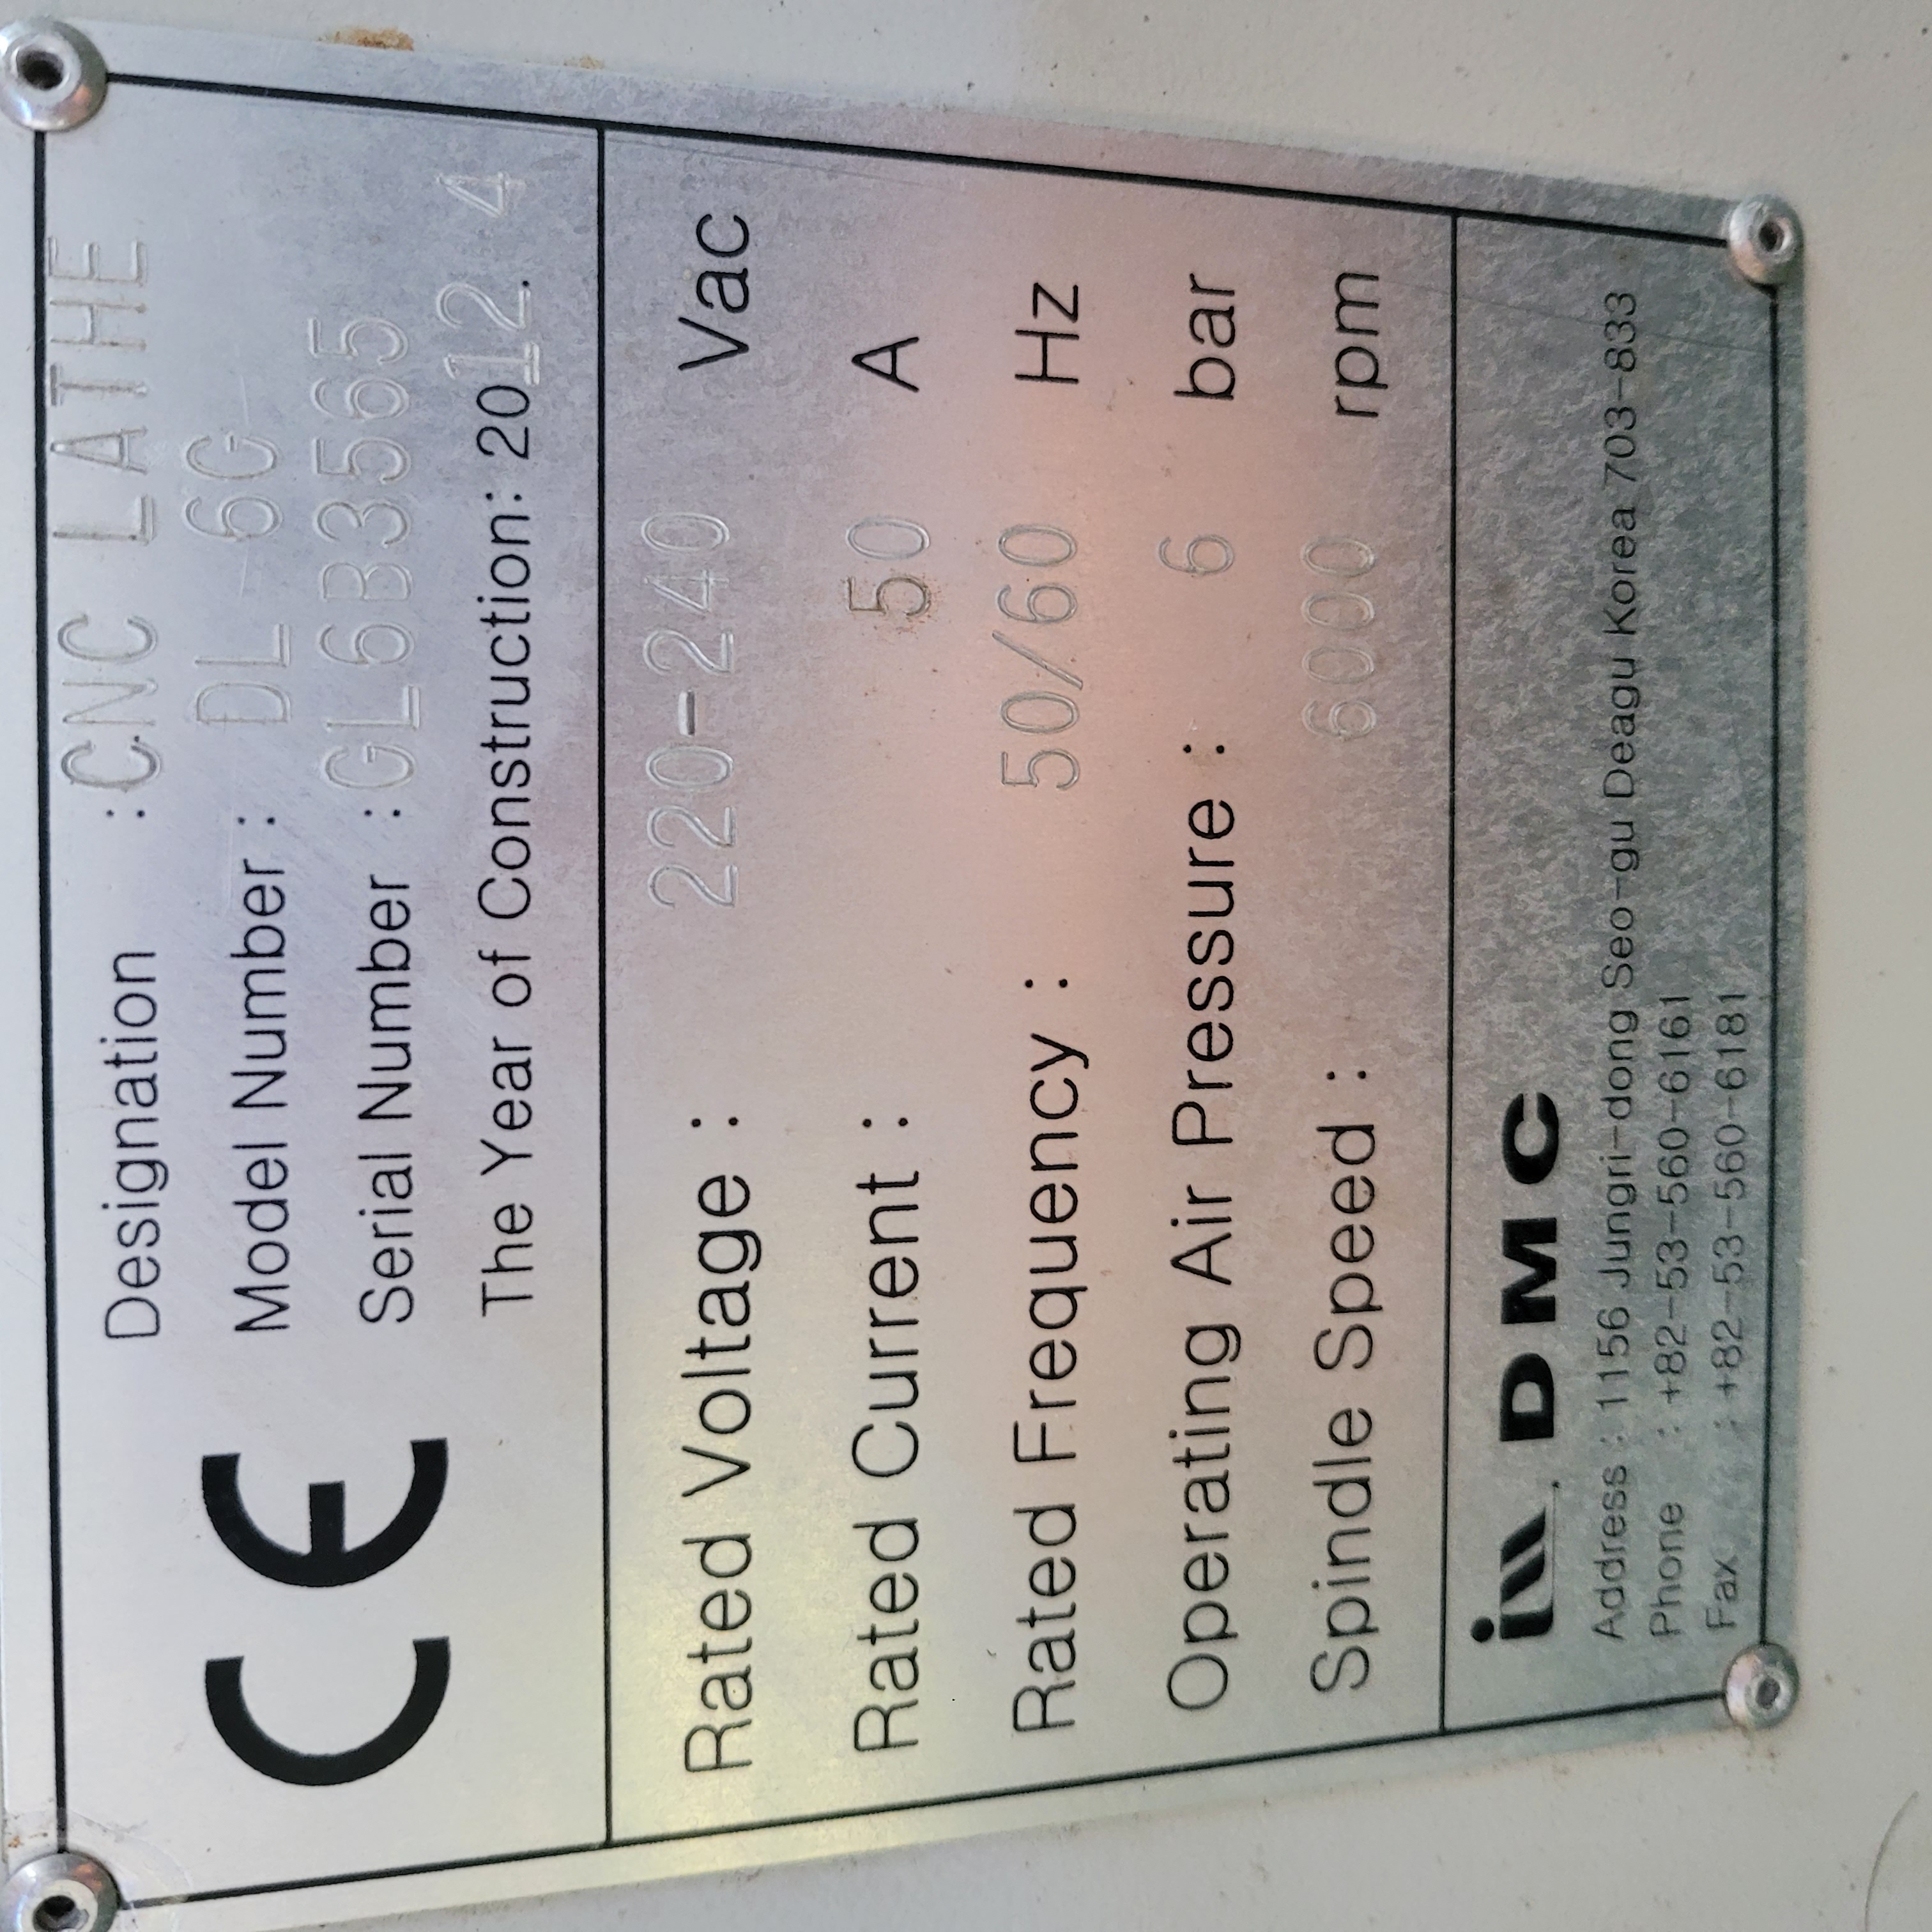 CE
Designation : CNC LATHE
Model Number : DL-6G
Serial Number : GL6B3565
The Year of Construction: 2012. 4
Rated Voltage : 220-240 Vac
Rated Current : 50 A
Rated Frequency : 50/60 Hz
Operating Air Pressure : 6 bar
Spindle Speed : 6000 rpm
DMC
Address : 1156 Jungri-dong Seo-gu Deagu Korea 703-833
Phone : +82-53-560-6161
Fax : +82-53-560-6181